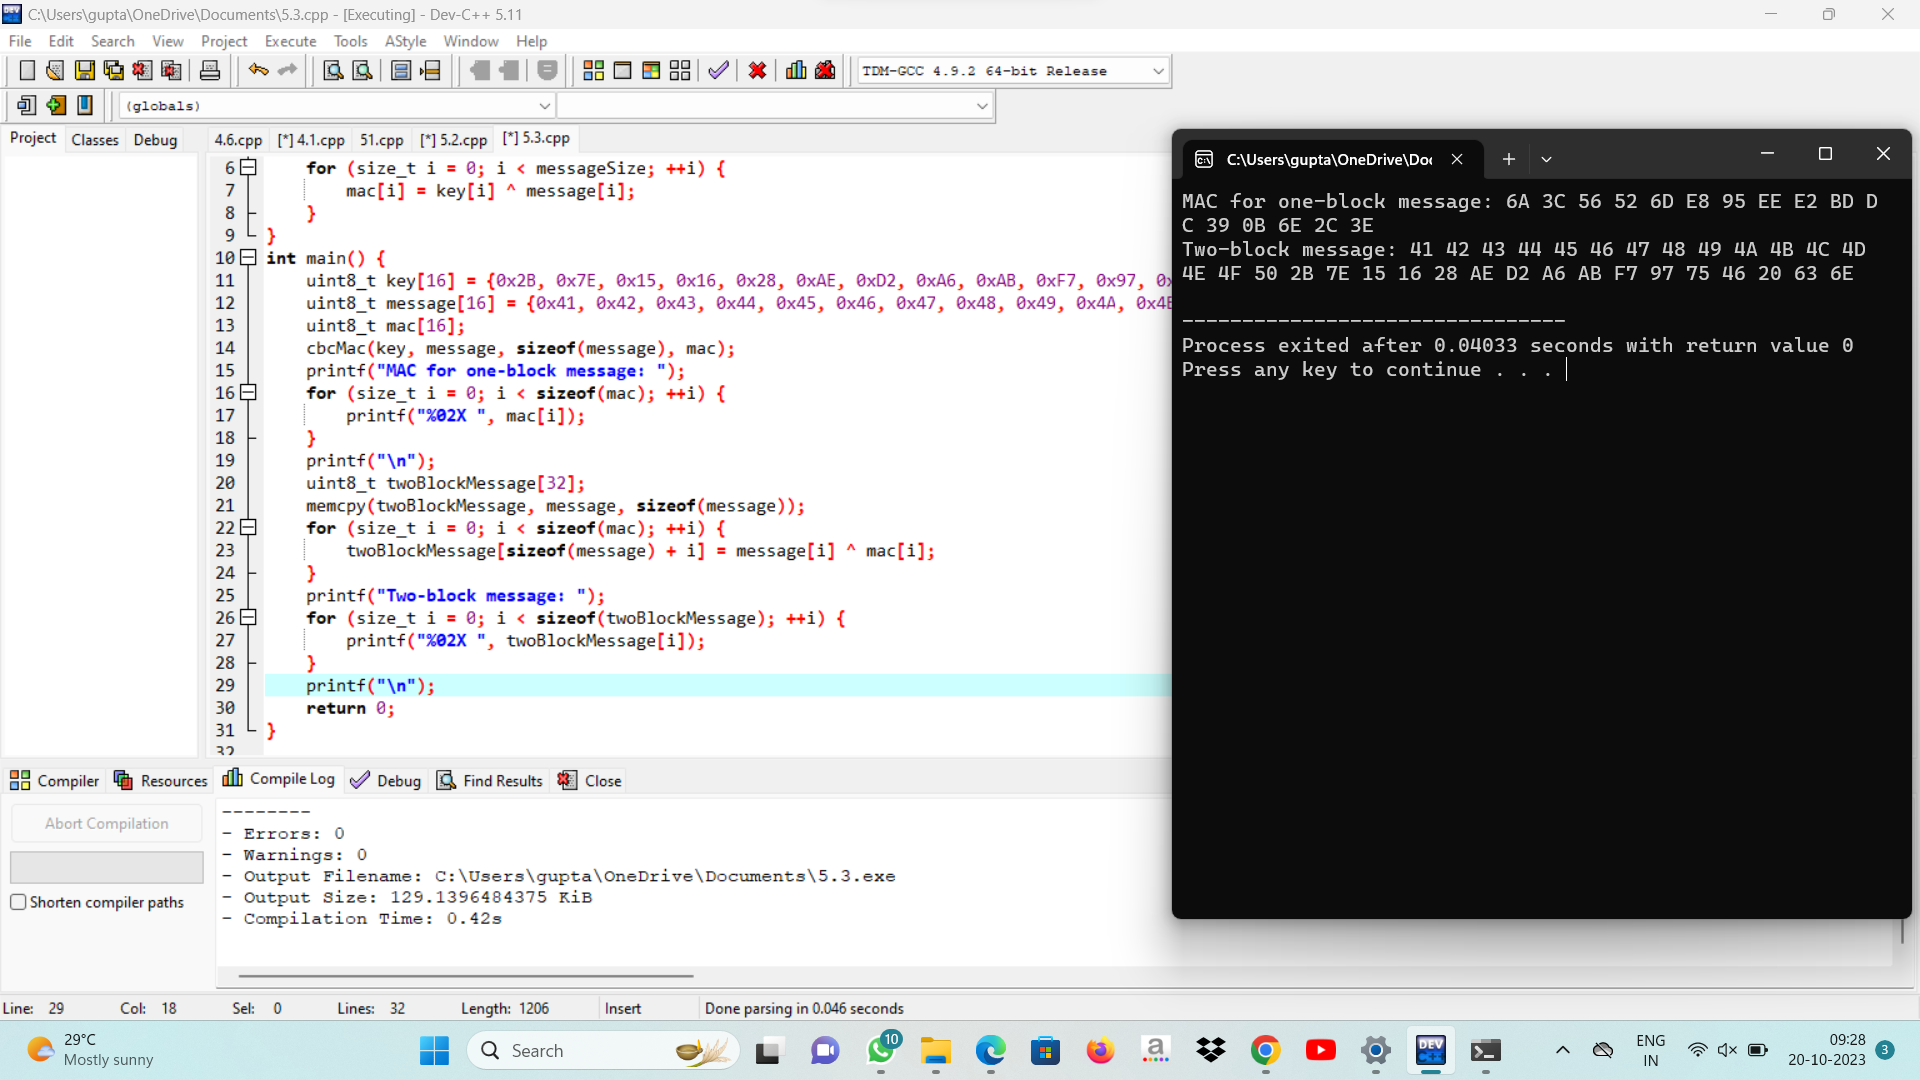 C:\Users\gupta\OneDrive\Documents\5.3.cpp - [Executing] - Dev-C++ 5.11
File Edit Search View Project Execute Tools AStyle Window Help
TDM-GCC 4.9.2 64-bit Release
(globals)
Project Classes Debug
4.6.cpp [*] 4.1.cpp 51.cpp [*] 5.2.cpp [*] 5.3.cpp
6 for (size_t i = 0; i < messageSize; ++i) {
7 mac[i] = key[i] ^ message[i];
8 }
9 }
10 int main() {
11 uint8_t key[16] = {0x2B, 0x7E, 0x15, 0x16, 0x28, 0xAE, 0xD2, 0xA6, 0xAB, 0xF7, 0x97,
12 uint8_t message[16] = {0x41, 0x42, 0x43, 0x44, 0x45, 0x46, 0x47, 0x48, 0x49, 0x4A,
13 uint8_t mac[16];
14 cbcMac(key, message, sizeof(message), mac);
15 printf("MAC for one-block message: ");
16 for (size_t i = 0; i < sizeof(mac); ++i) {
17 printf("%02X ", mac[i]);
18 }
19 printf("\n");
20 uint8_t twoBlockMessage[32];
21 memcpy(twoBlockMessage, message, sizeof(message));
22 for (size_t i = 0; i < sizeof(mac); ++i) {
23 twoBlockMessage[sizeof(message) + i] = message[i] ^ mac[i];
24 }
25 printf("Two-block message: ");
26 for (size_t i = 0; i < sizeof(twoBlockMessage); ++i) {
27 printf("%02X ", twoBlockMessage[i]);
28 }
29 printf("\n");
30 return 0;
31 }
32
C:\Users\gupta\OneDrive\Doc
MAC for one-block message: 6A 3C 56 52 6D E8 95 EE E2 BD D
C 39 0B 6E 2C 3E
Two-block message: 41 42 43 44 45 46 47 48 49 4A 4B 4C 4D
4E 4F 50 2B 7E 15 16 28 AE D2 A6 AB F7 97 75 46 20 63 6E
--------------------------------
Process exited after 0.04033 seconds with return value 0
Press any key to continue . . .
Compiler Resources Compile Log Debug Find Results Close
Abort Compilation
Shorten compiler paths
--------
- Errors: 0
- Warnings: 0
- Output Filename: C:\Users\gupta\OneDrive\Documents\5.3.exe
- Output Size: 129.1396484375 KiB
- Compilation Time: 0.42s
Line: 29 Col: 18 Sel: 0 Lines: 32 Length: 1206 Insert Done parsing in 0.046 seconds
29°C
Mostly sunny
Search
10
DEV
C++
ENG
IN
09:28
20-10-2023
3